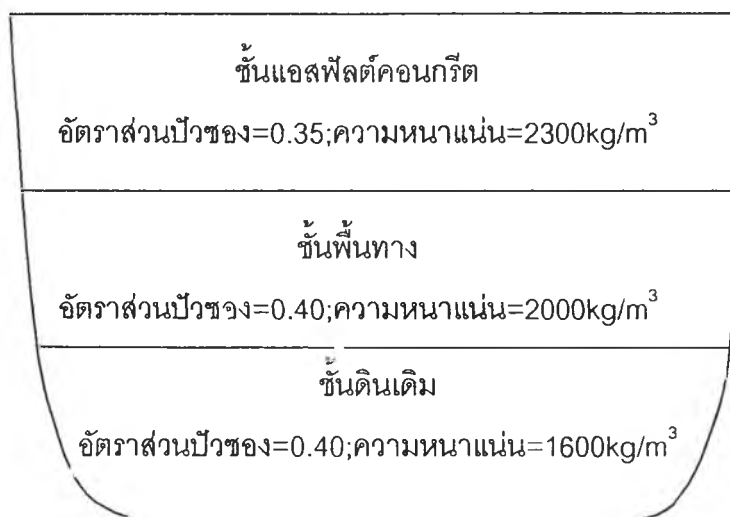 ชั้นแอสฟัลต์คอนกรีต
อัตราส่วนปัวซอง=0.35;ความหนาแน่น=2300kg/m³
ชั้นพื้นทาง
อัตราส่วนปัวซอง=0.40;ความหนาแน่น=2000kg/m³
ชั้นดินเดิม
อัตราส่วนปัวซอง=0.40;ความหนาแน่น=1600kg/m³